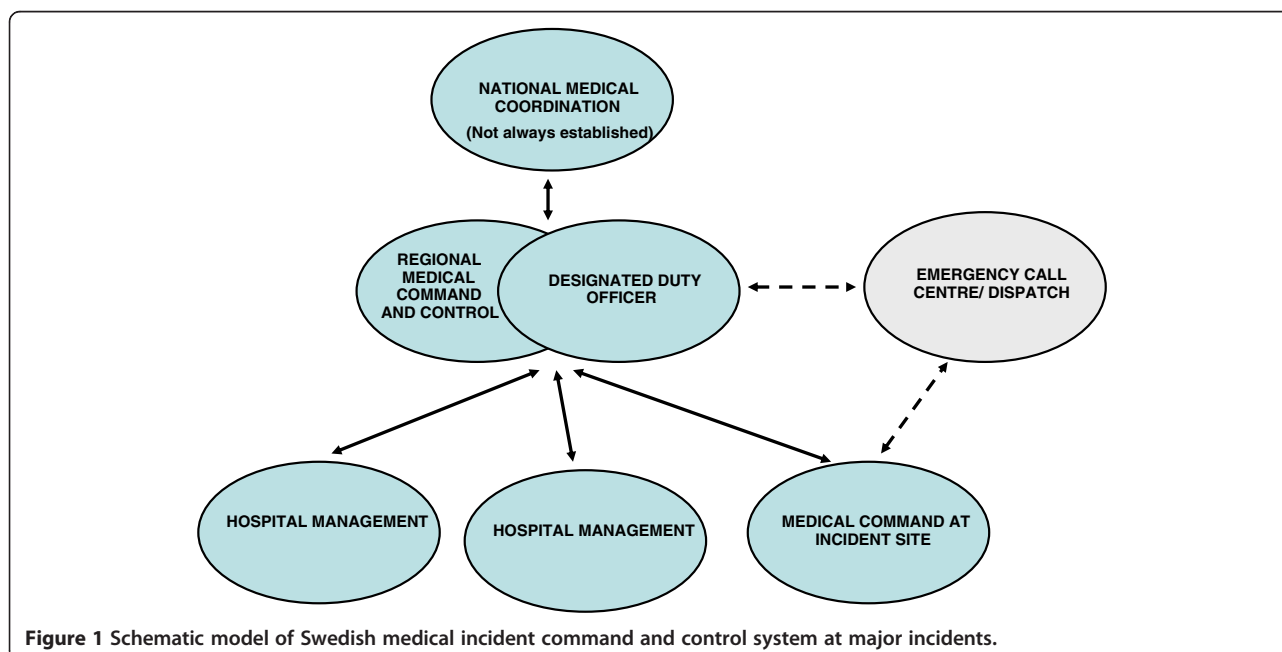 NATIONAL MEDICAL
COORDINATION
(Not always established)
REGIONAL
MEDICAL
COMMAND
AND CONTROL
DESIGNATED DUTY
OFFICER
EMERGENCY CALL
CENTRE/ DISPATCH
HOSPITAL MANAGEMENT
HOSPITAL MANAGEMENT
MEDICAL COMMAND AT
INCIDENT SITE
Figure 1 Schematic model of Swedish medical incident command and control system at major incidents.